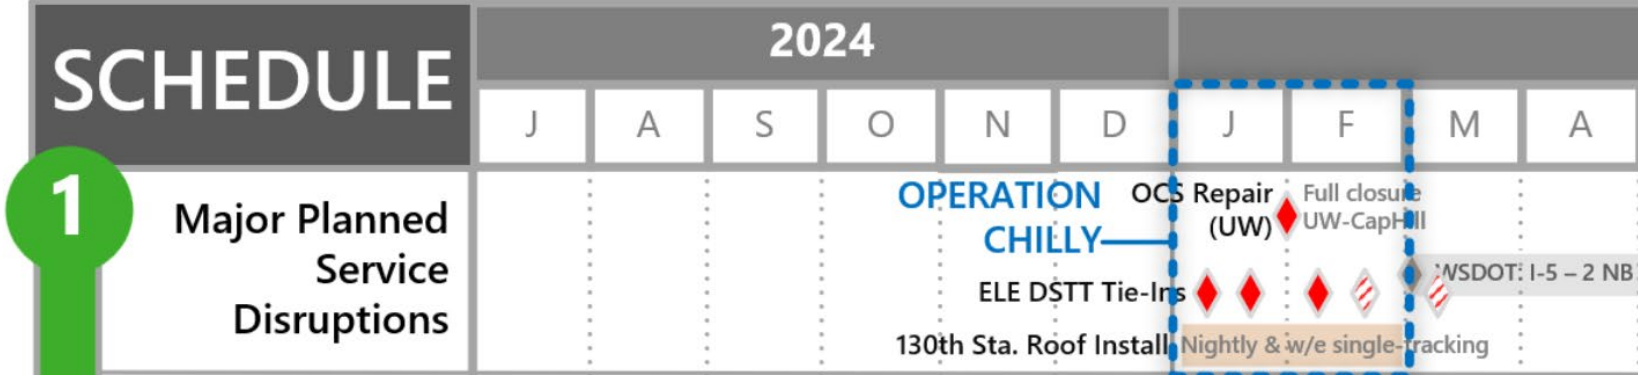 SCHEDULE
2024
J A S O N D J F M A
1
Major Planned
Service
Disruptions
OPERATION
CHILLY
OCS Repair
(UW)
Full closure
UW-CapHill
ELE DSTT Tie-Ins
WSDOT: I-5 – 2 NB
130th Sta. Roof Install
Nightly & w/e single-tracking